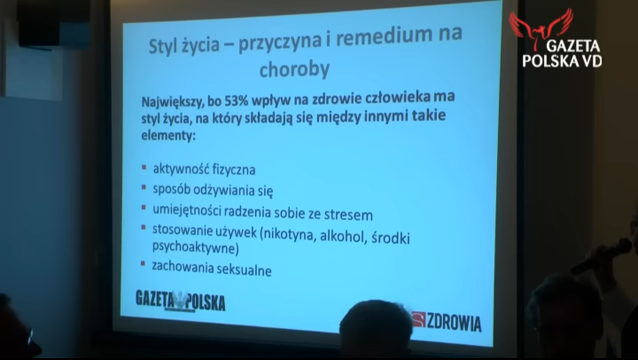 Styl życia – przyczyna i remedium na
choroby
Największy, bo 53% wpływ na zdrowie człowieka ma
styl życia, na który składają się między innymi takie
elementy:
▪ aktywność fizyczna
▪ sposób odżywiania się
▪ umiejętności radzenia sobie ze stresem
▪ stosowanie używek (nikotyna, alkohol, środki
psychoaktywne)
▪ zachowania seksualne
GAZETA POLSKA
ZDROWIA
GAZETA
POLSKA VD